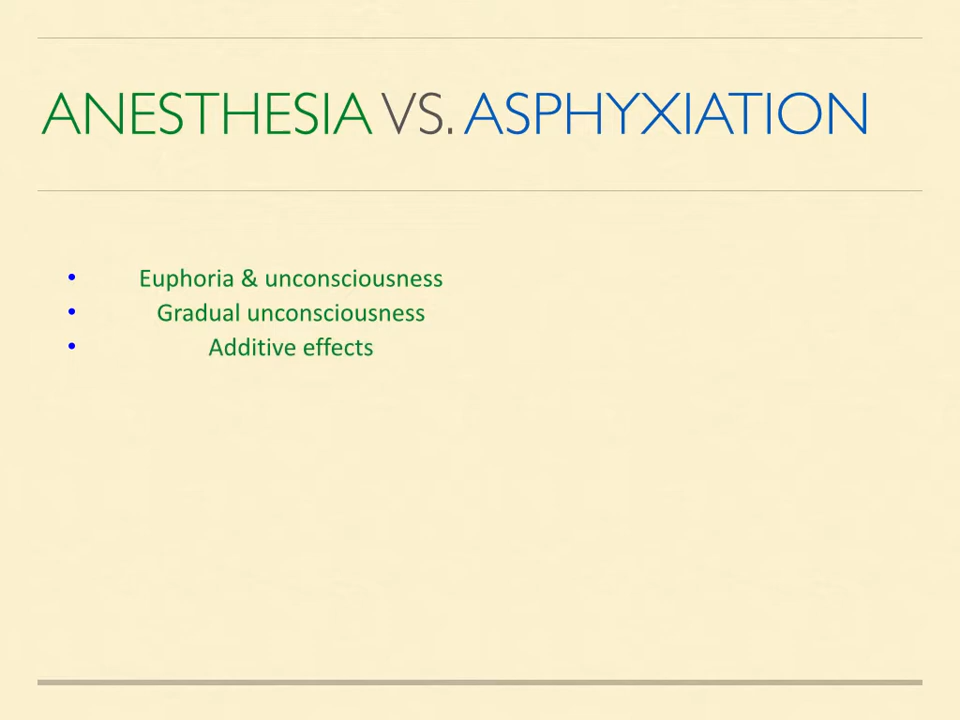 ANESTHESIA VS. ASPHYXIATION
• Euphoria & unconsciousness
• Gradual unconsciousness
• Additive effects